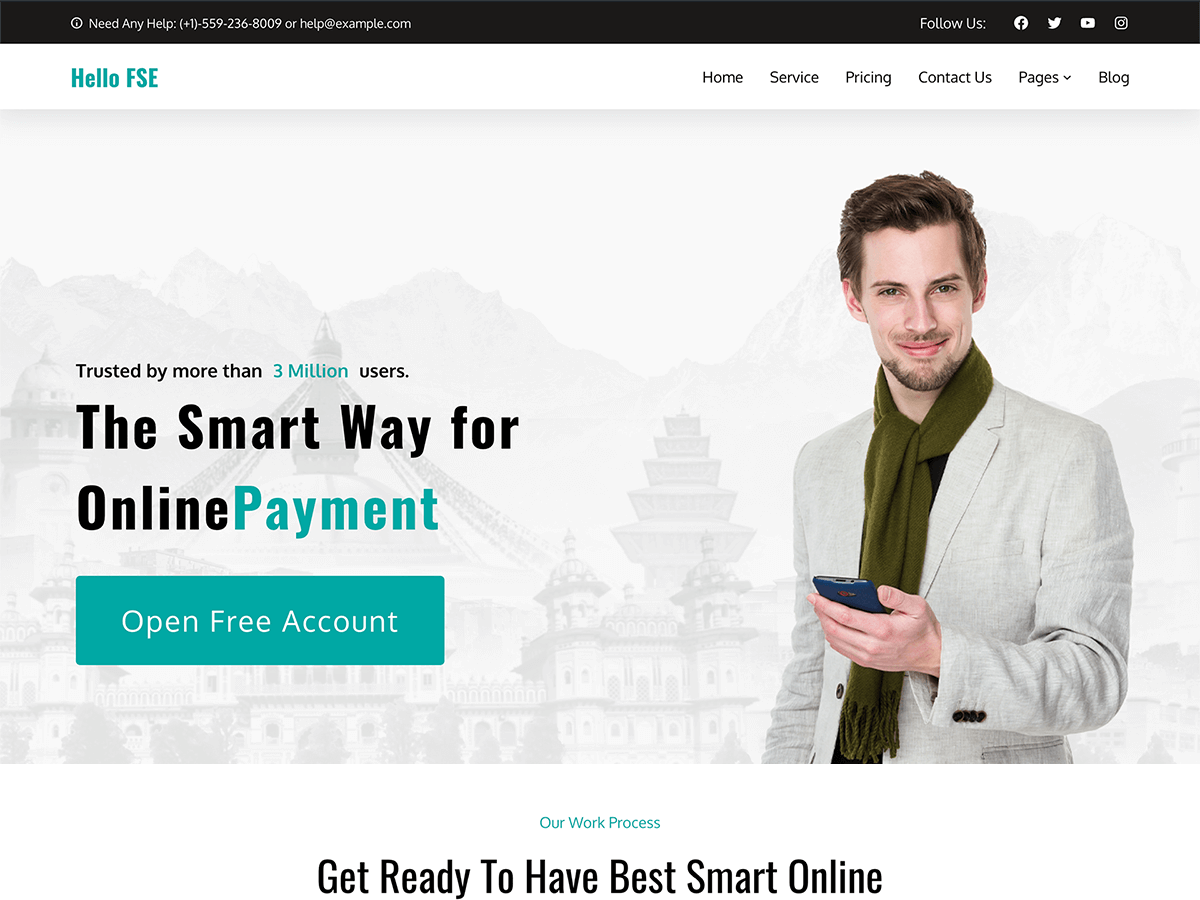 Need Any Help: (+1)-559-236-8009 or help@example.com
Follow Us:
Hello FSE
Home Service Pricing Contact Us Pages Blog
Trusted by more than 3 Million users.
The Smart Way for
OnlinePayment
Open Free Account
Our Work Process
Get Ready To Have Best Smart Online